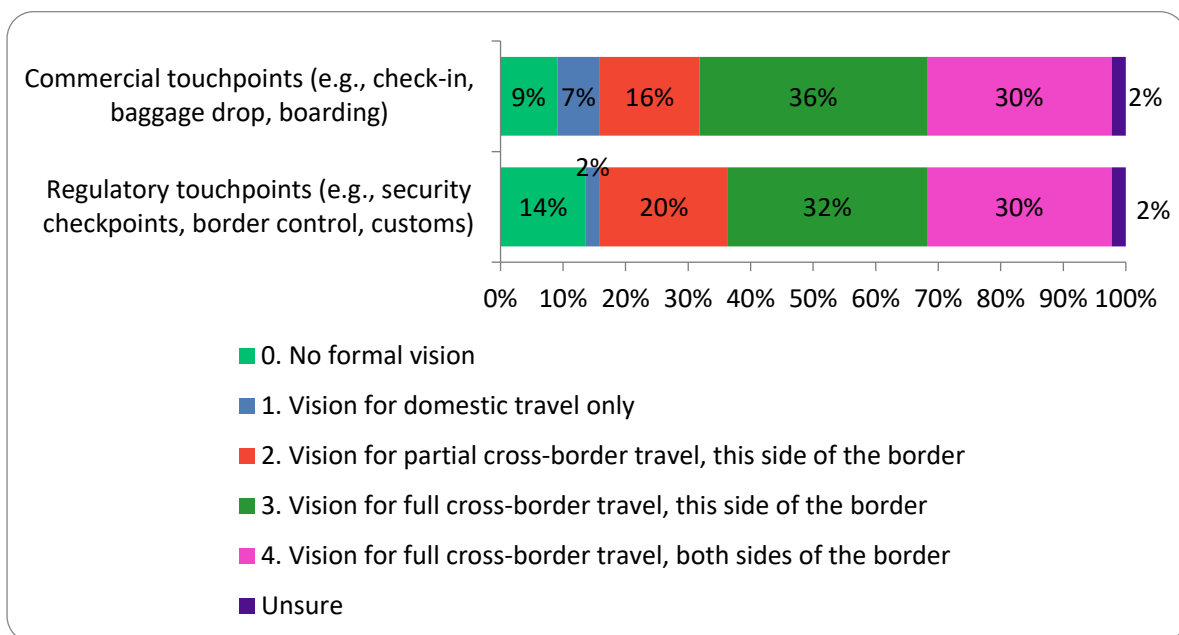 Commercial touchpoints (e.g., check-in,
baggage drop, boarding)
9% 7% 16% 36% 30% 2%
Regulatory touchpoints (e.g., security
checkpoints, border control, customs)
14% 2% 20% 32% 30% 2%
0% 10% 20% 30% 40% 50% 60% 70% 80% 90% 100%
0. No formal vision
1. Vision for domestic travel only
2. Vision for partial cross-border travel, this side of the border
3. Vision for full cross-border travel, this side of the border
4. Vision for full cross-border travel, both sides of the border
Unsure